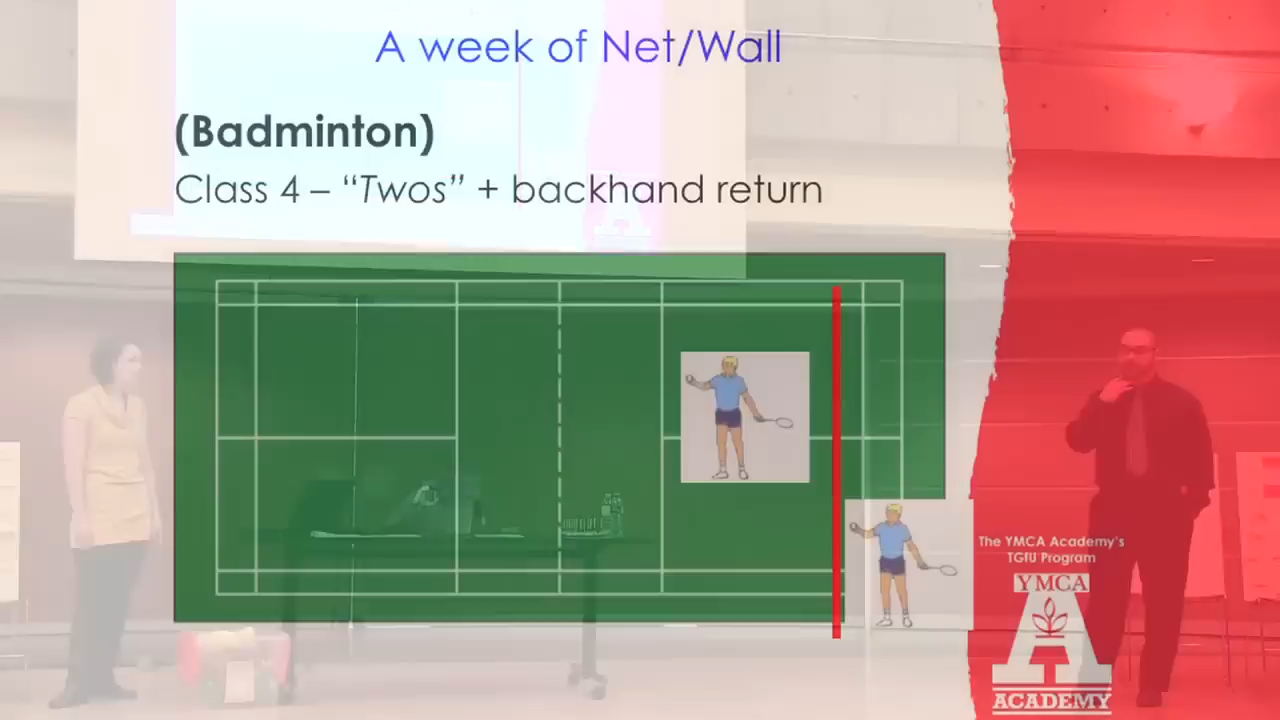 A week of Net/Wall
(Badminton)
Class 4 – “Twos” + backhand return
The YMCA Academy’s
TGfU Program
YMCA
A
ACADEMY